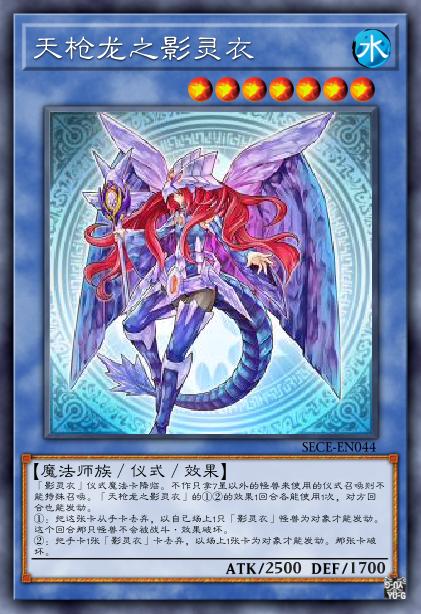 天枪龙之影灵衣
水
SECE-EN044
【魔法师族／仪式／效果】
「影灵衣」仪式魔法卡降临。不作只拿7星以外的怪兽来使用的仪式召唤则不
能特殊召唤。「天枪龙之影灵衣」的①②的效果1回合各能使用1次，对方回
合也能发动。
①：把这张卡从手卡丢弃，以自己场上1只「影灵衣」怪兽为对象才能发动。
这个回合那只怪兽不会被战斗·效果破坏。
②：把手卡1张「影灵衣」卡丢弃，以场上1张卡为对象才能发动。那张卡破
坏。
ATK/2500 DEF/1700